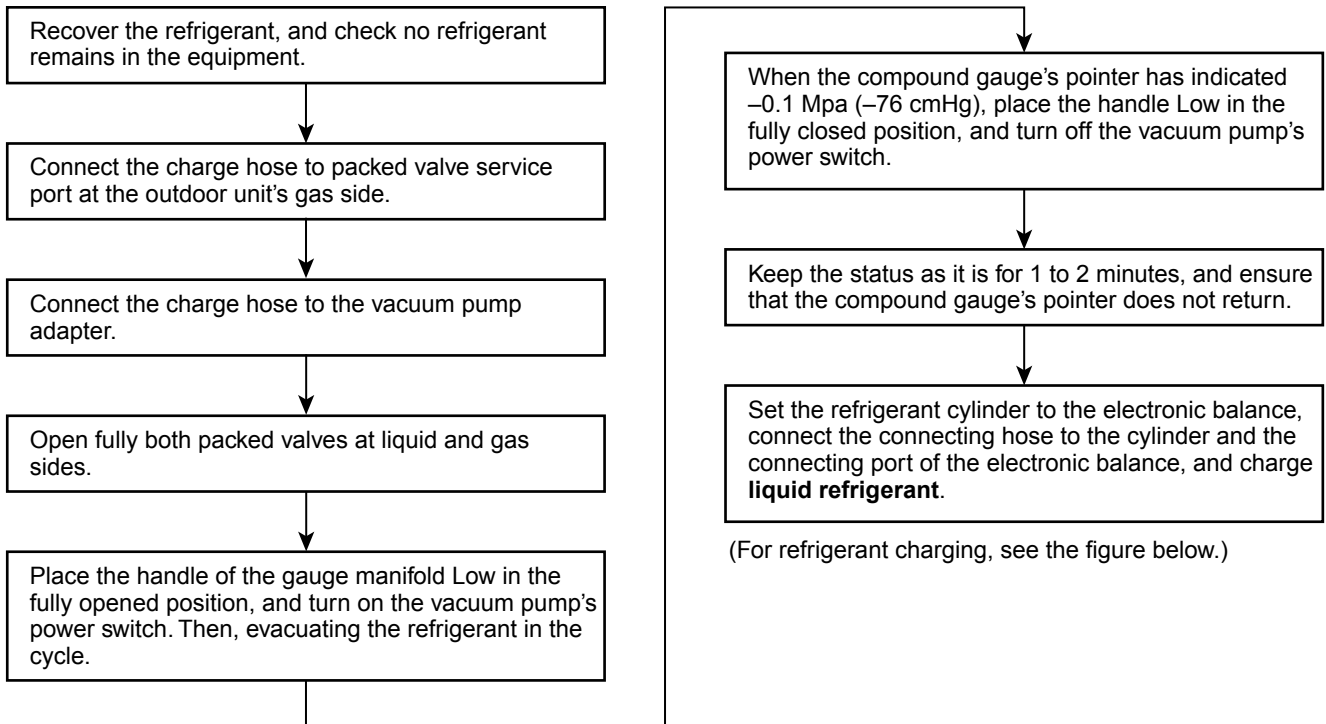 Recover the refrigerant, and check no refrigerant
remains in the equipment.
Connect the charge hose to packed valve service
port at the outdoor unit's gas side.
Connect the charge hose to the vacuum pump
adapter.
Open fully both packed valves at liquid and gas
sides.
Place the handle of the gauge manifold Low in the
fully opened position, and turn on the vacuum pump's
power switch. Then, evacuating the refrigerant in the
cycle.
When the compound gauge's pointer has indicated
–0.1 Mpa (–76 cmHg), place the handle Low in the
fully closed position, and turn off the vacuum pump's
power switch.
Keep the status as it is for 1 to 2 minutes, and ensure
that the compound gauge's pointer does not return.
Set the refrigerant cylinder to the electronic balance,
connect the connecting hose to the cylinder and the
connecting port of the electronic balance, and charge
liquid refrigerant.
(For refrigerant charging, see the figure below.)